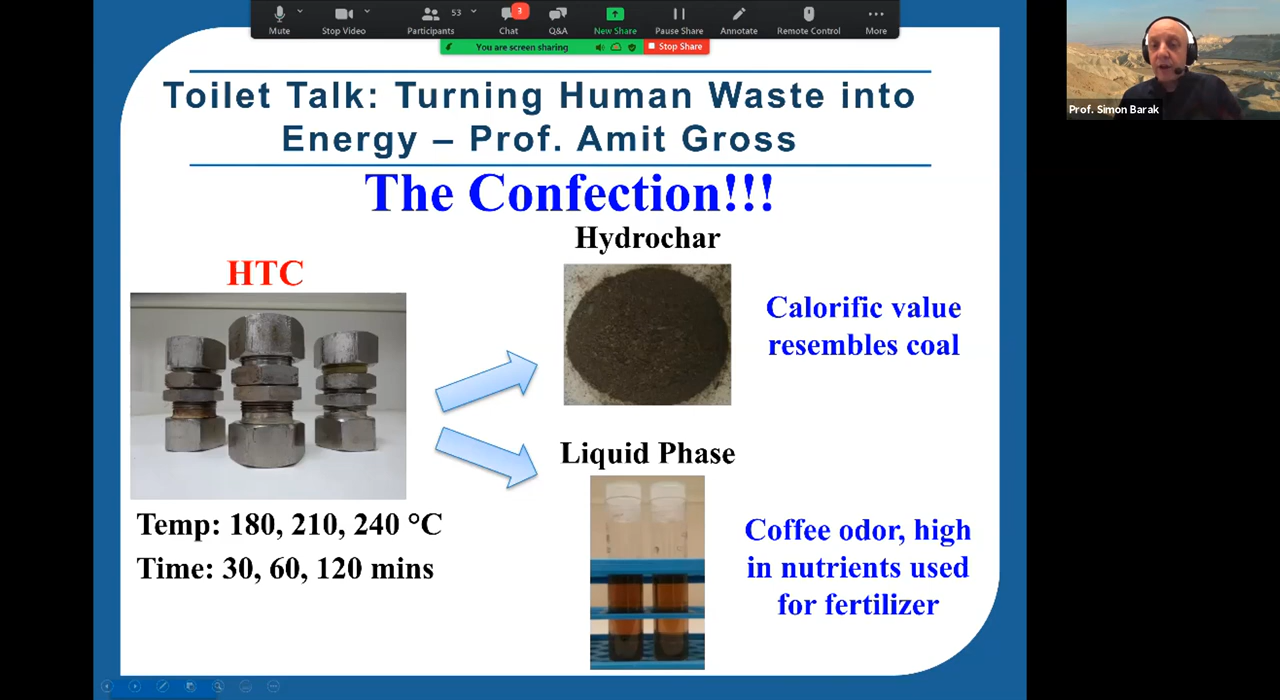 Mute
Stop Video
53
Participants
3
Chat
Q&A
New Share
Pause Share
Annotate
Remote Control
More
You are screen sharing
Stop Share
Prof. Simon Barak
Toilet Talk: Turning Human Waste into
Energy – Prof. Amit Gross
The Confection!!!
HTC
Hydrochar
Calorific value
resembles coal
Liquid Phase
Temp: 180, 210, 240 °C
Time: 30, 60, 120 mins
Coffee odor, high
in nutrients used
for fertilizer